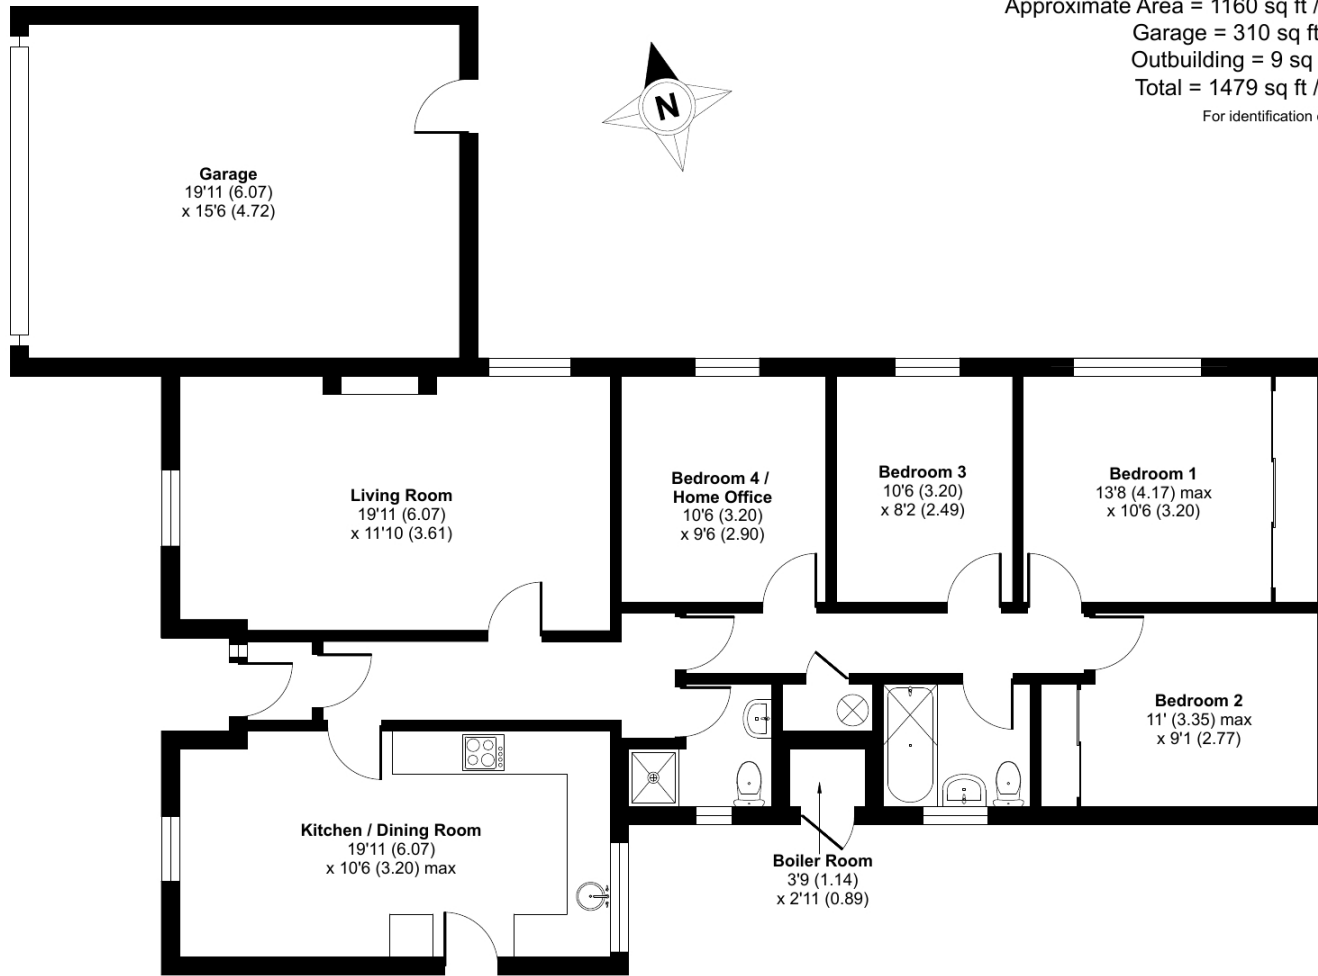 Approximate Area = 1160 sq ft /
Garage = 310 sq ft
Outbuilding = 9 sq
Total = 1479 sq ft /
For identification
N
Garage
19'11 (6.07)
x 15'6 (4.72)
Living Room
19'11 (6.07)
x 11'10 (3.61)
Bedroom 4 /
Home Office
10'6 (3.20)
x 9'6 (2.90)
Bedroom 3
10'6 (3.20)
x 8'2 (2.49)
Bedroom 1
13'8 (4.17) max
x 10'6 (3.20)
Bedroom 2
11' (3.35) max
x 9'1 (2.77)
Kitchen / Dining Room
19'11 (6.07)
x 10'6 (3.20) max
Boiler Room
3'9 (1.14)
x 2'11 (0.89)